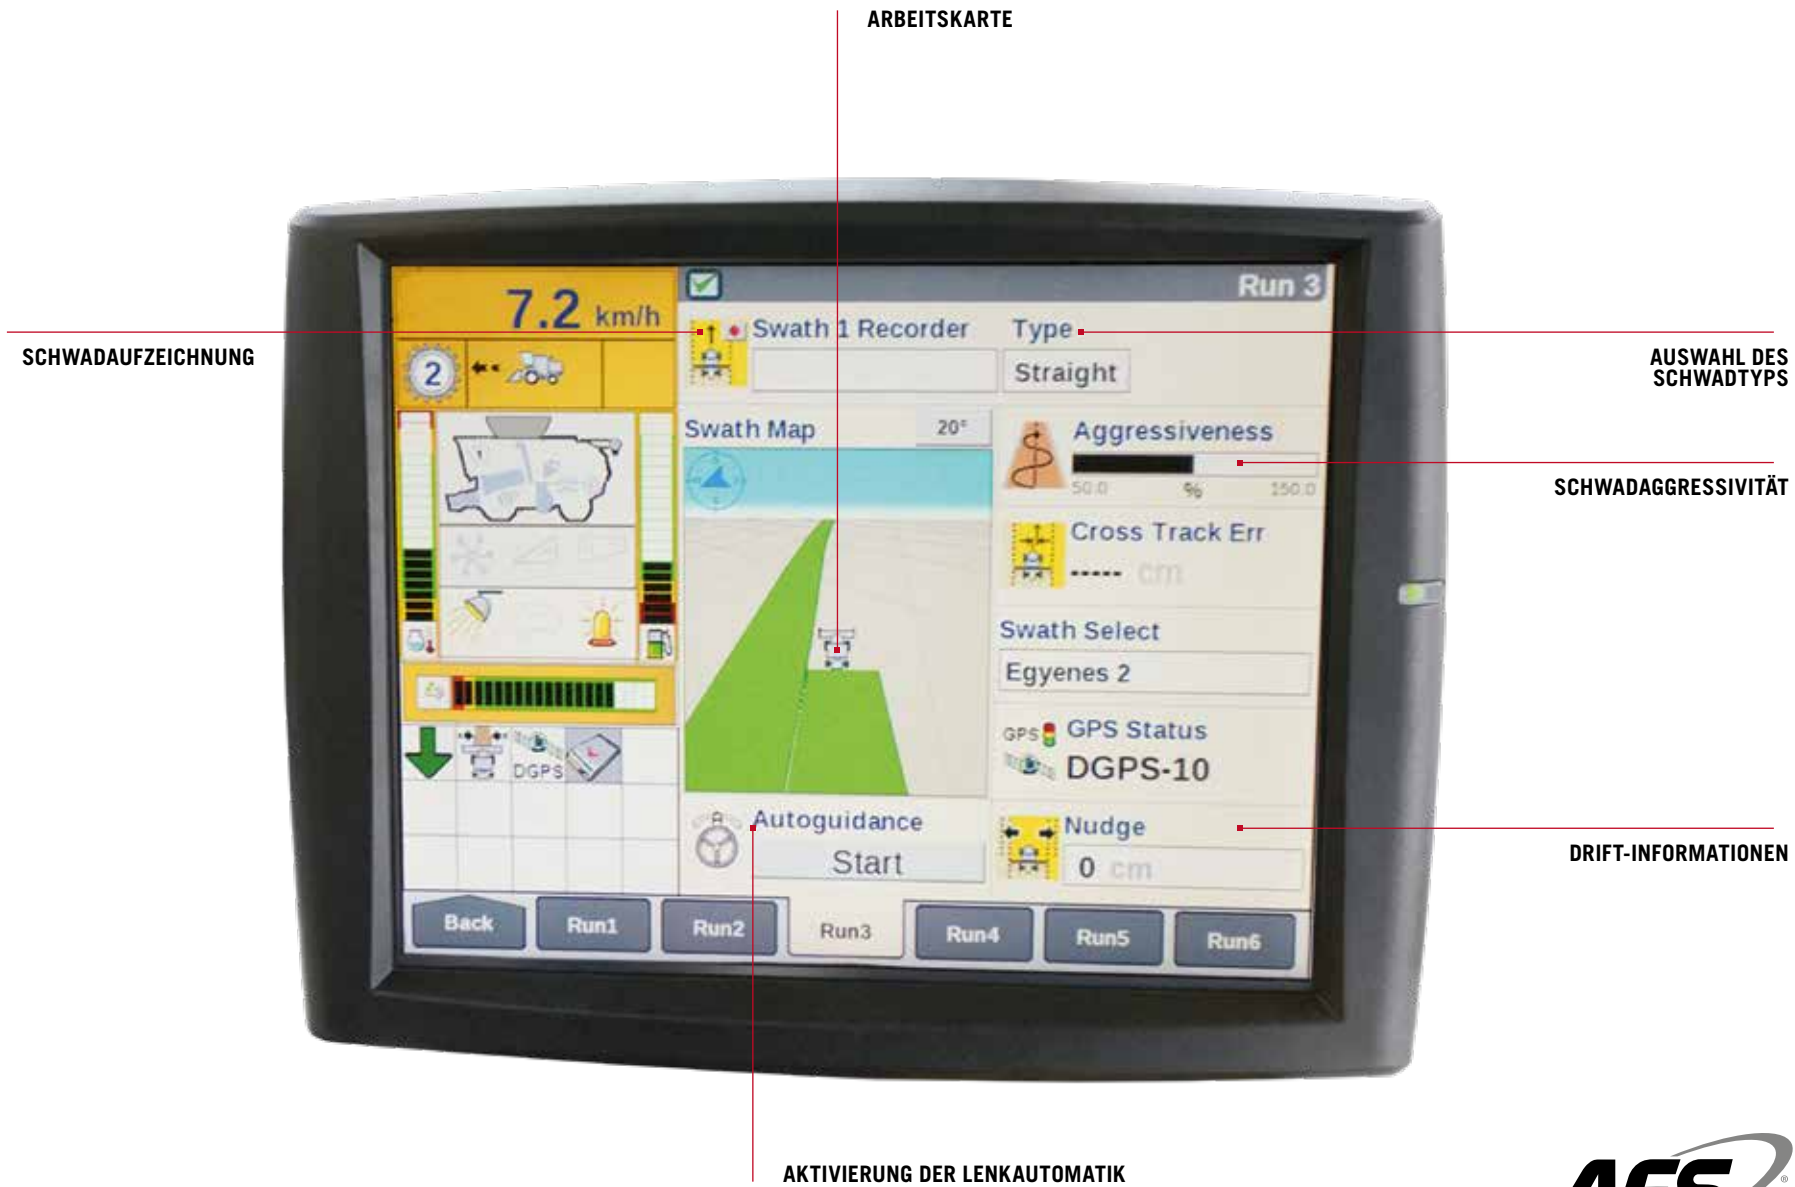 ARBEITSKARTE
7.2 km/h
Run 3
Swath 1 Recorder
Type
SCHWADAUFZEICHNUNG
AUSWAHL DES
SCHWADTYPS
2
Straight
Swath Map
20°
Aggressiveness
50.0 % 150.0
SCHWADAGGRESSIVITÄT
Cross Track Err
----- cm
Swath Select
Egyenes 2
GPS GPS Status
DGPS
DGPS-10
Autoguidance
Start
Nudge
0 cm
DRIFT-INFORMATIONEN
Back
Run1
Run2
Run3
Run4
Run5
Run6
AKTIVIERUNG DER LENKAUTOMATIK
AFS
®